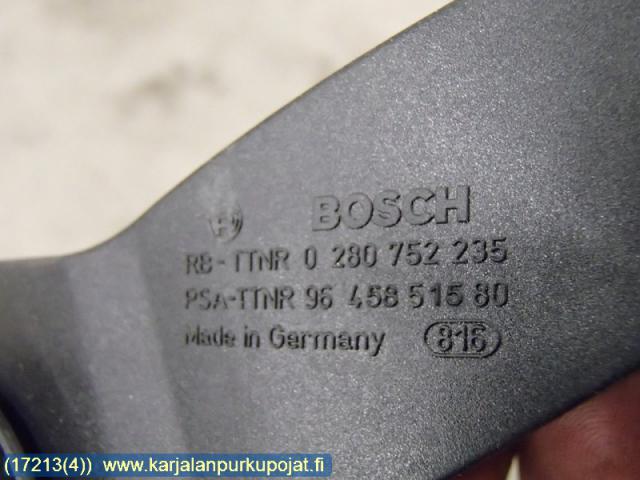 BOSCH
RB-TTNR 0 280 752 235
PSA-TTNR 96 458 515 80
Made in Germany 816
(17213(4)) www.karjalanpurkupojat.fi